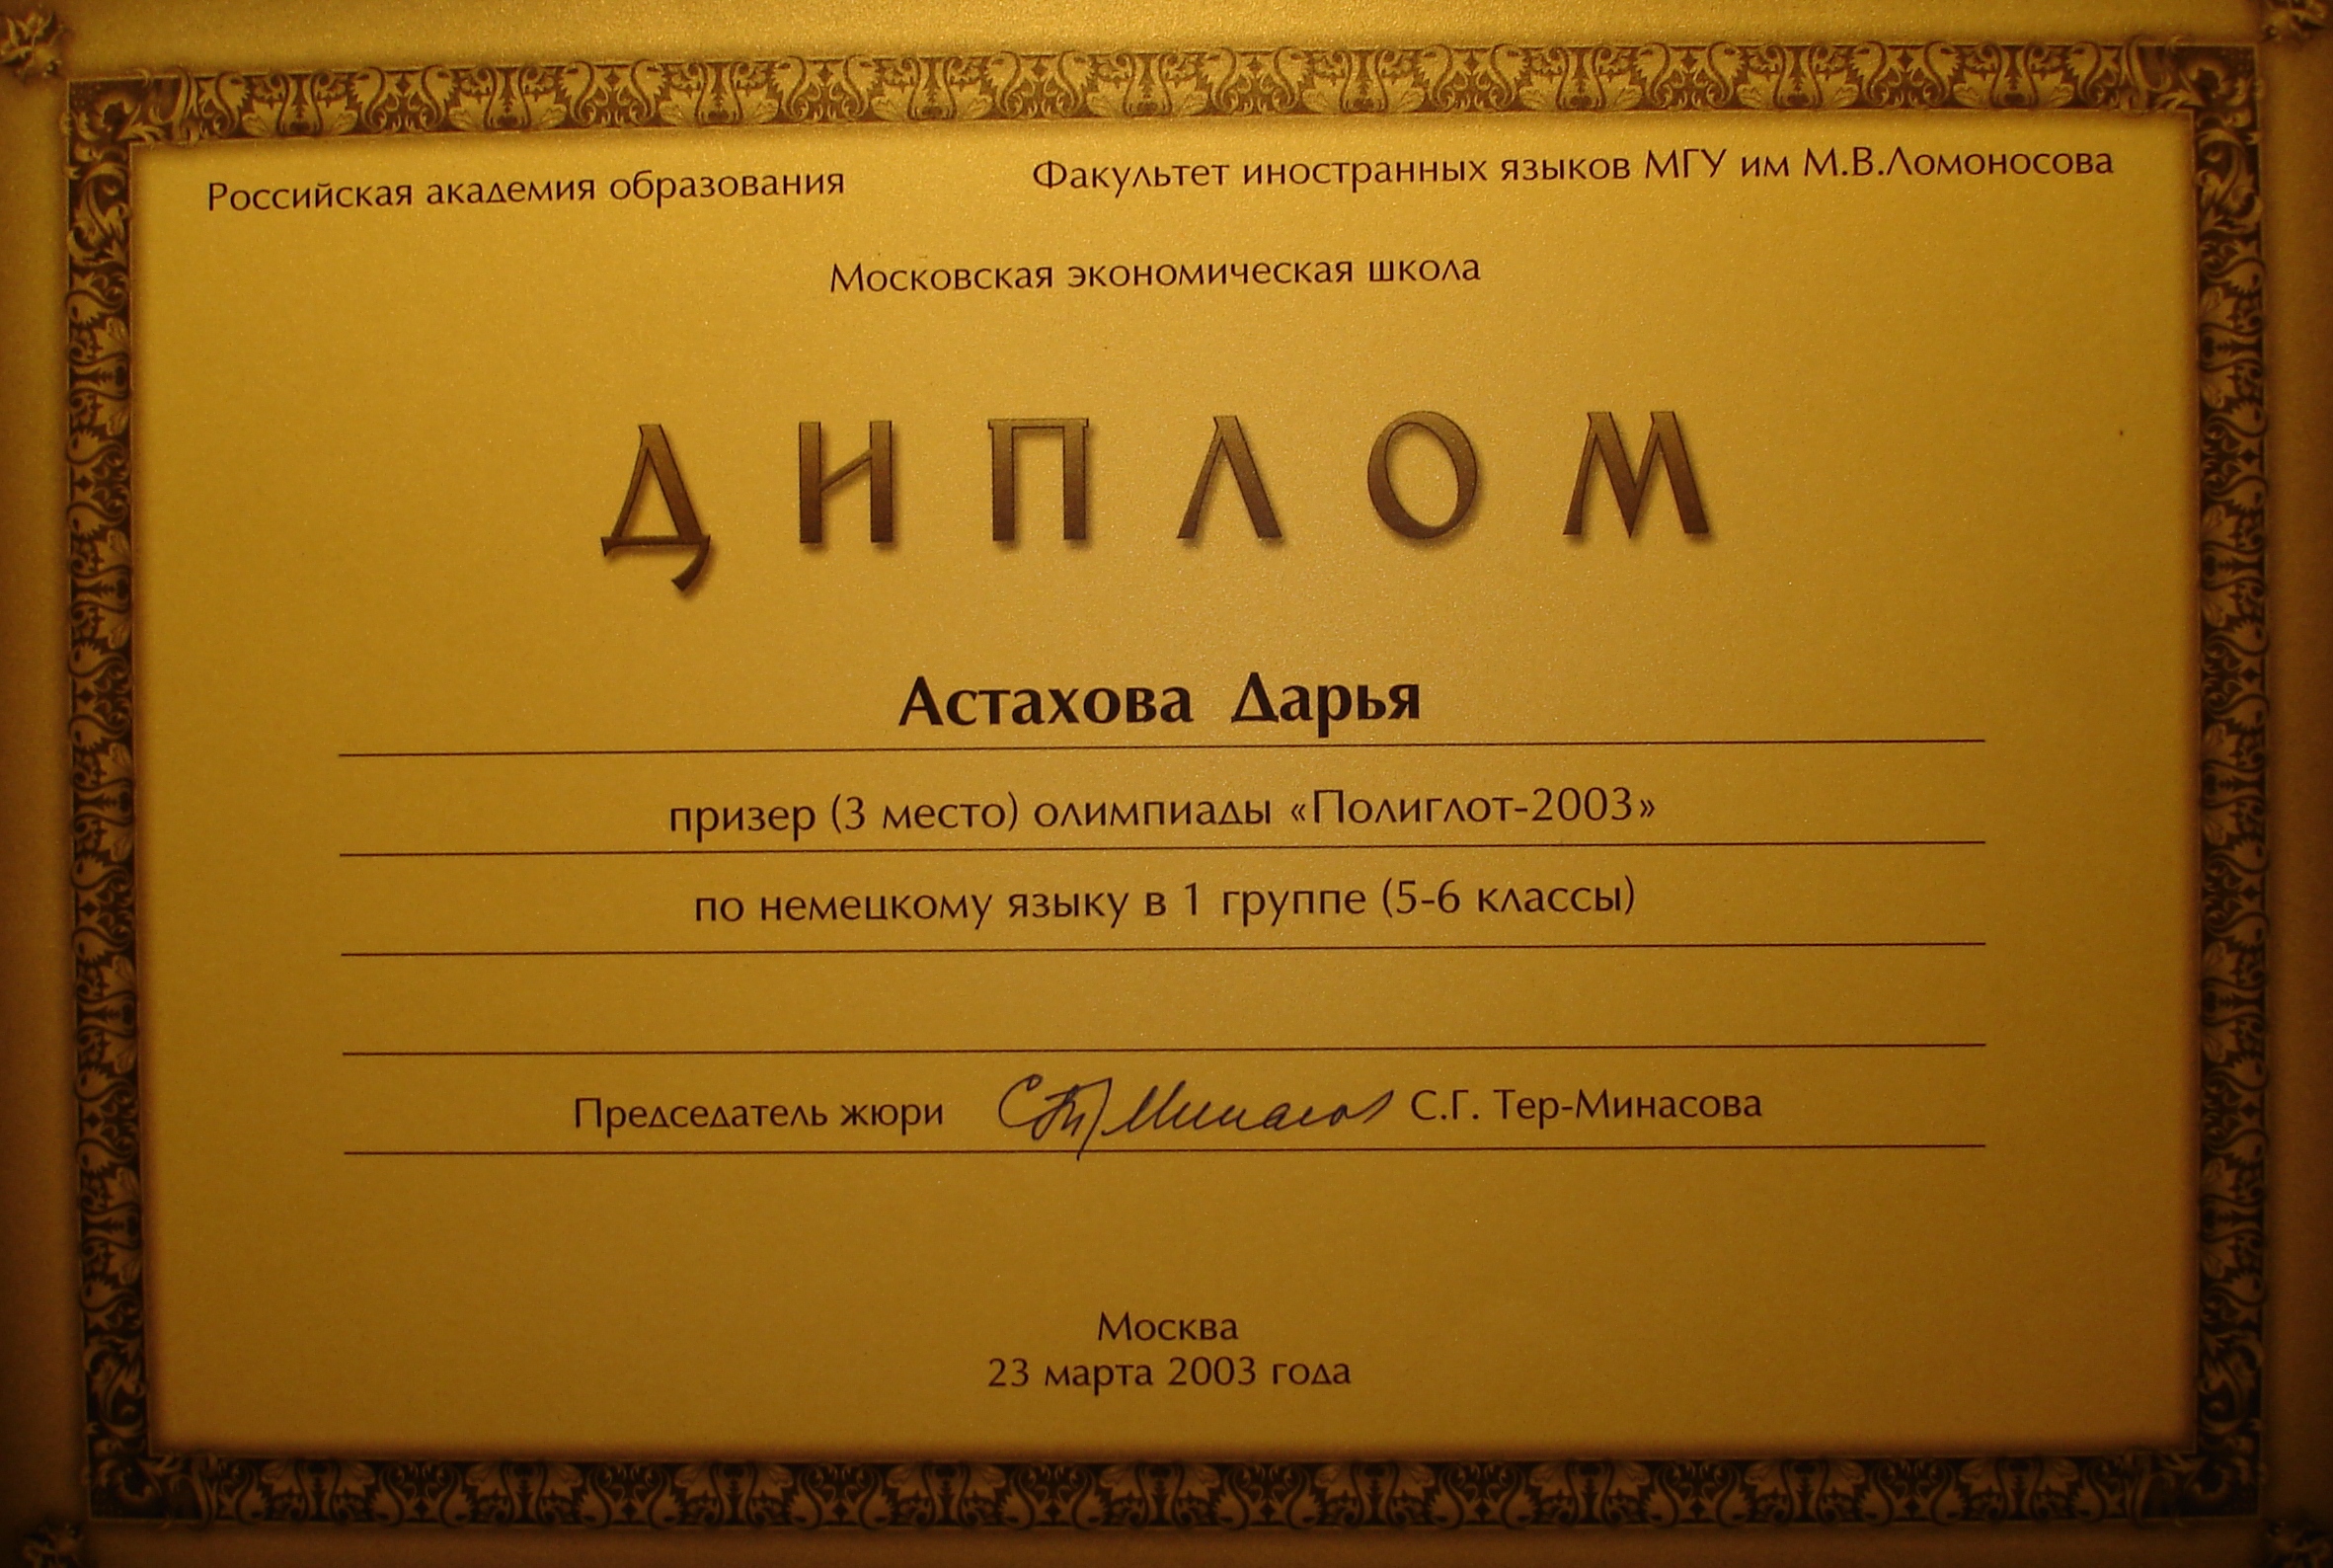 Российская академия образования
Факультет иностранных языков МГУ им М.В.Ломоносова
Московская экономическая школа
ДИПЛОМ
Астахова Дарья
призер (3 место) олимпиады «Полиглот-2003»
по немецкому языку в 1 группе (5-6 классы)
Председатель жюри С.Г. Тер-Минасова
Москва
23 марта 2003 года